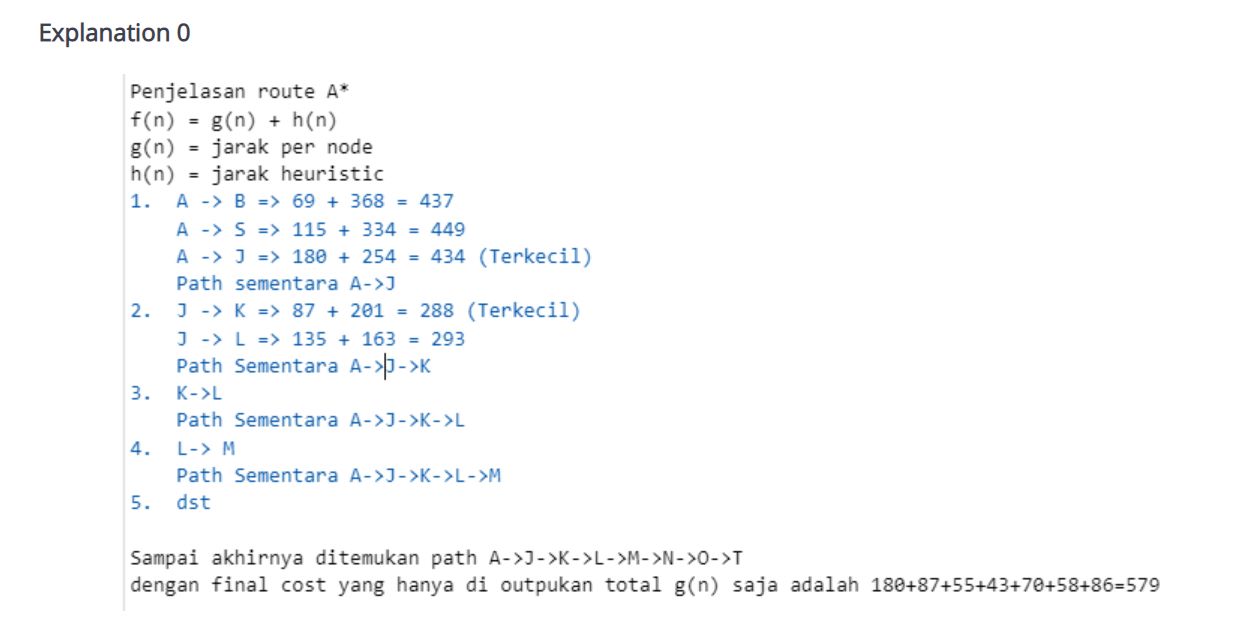 Explanation 0
Penjelasan route A*
f(n) = g(n) + h(n)
g(n) = jarak per node
h(n) = jarak heuristic
1. A -> B => 69 + 368 = 437
A -> S => 115 + 334 = 449
A -> J => 180 + 254 = 434 (Terkecil)
Path sementara A->J
2. J -> K => 87 + 201 = 288 (Terkecil)
J -> L => 135 + 163 = 293
Path Sementara A->J->K
3. K->L
Path Sementara A->J->K->L
4. L-> M
Path Sementara A->J->K->L->M
5. dst
Sampai akhirnya ditemukan path A->J->K->L->M->N->O->T
dengan final cost yang hanya di outpukan total g(n) saja adalah 180+87+55+43+70+58+86=579